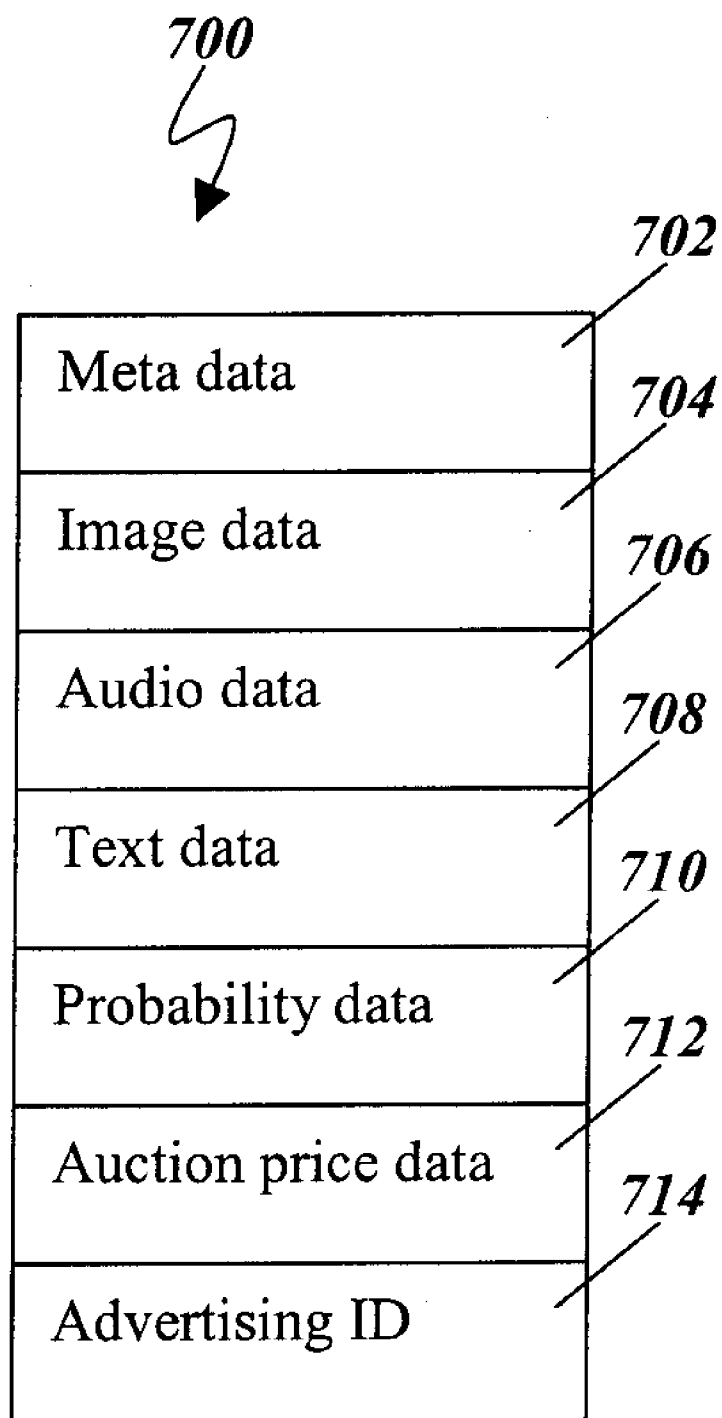 700
702
Meta data
704
Image data
706
Audio data
708
Text data
710
Probability data
712
Auction price data
714
Advertising ID